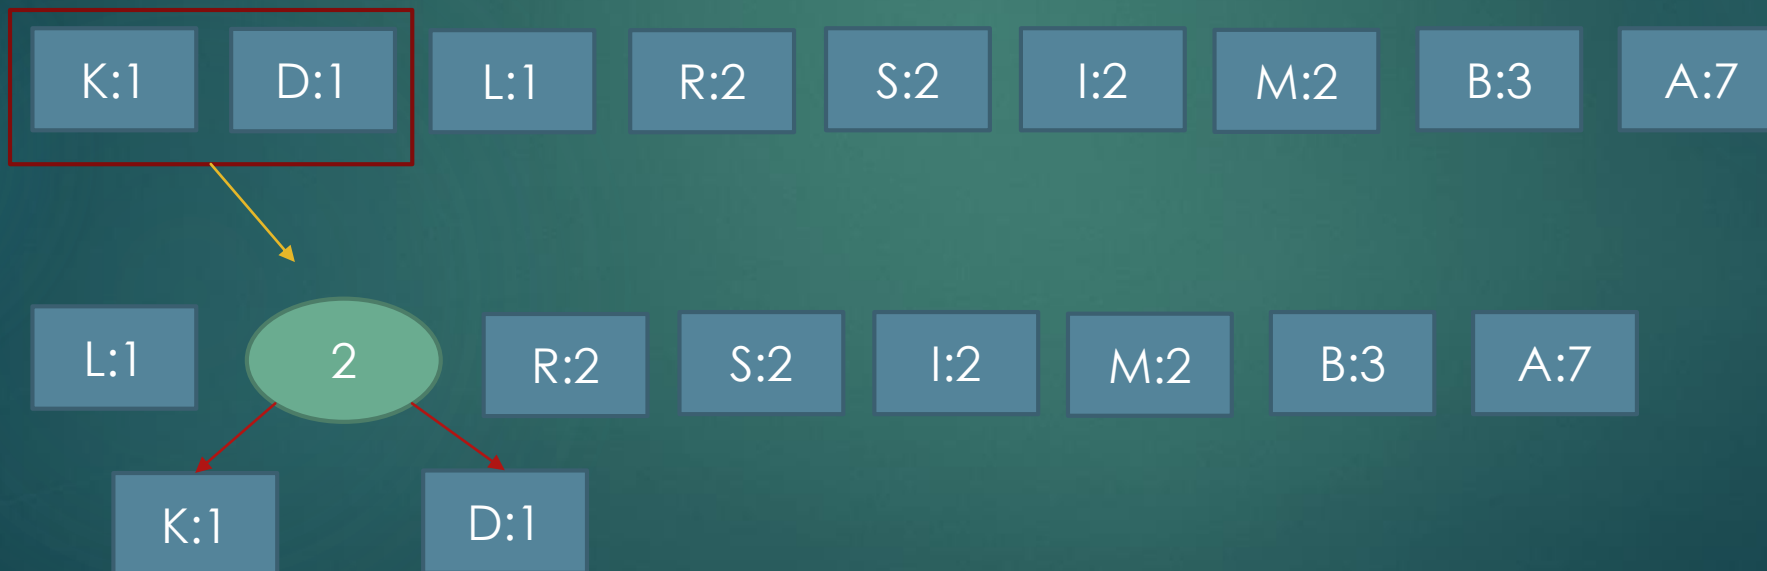 K:1 D:1 L:1 R:2 S:2 I:2 M:2 B:3 A:7
L:1 2 R:2 S:2 I:2 M:2 B:3 A:7
K:1 D:1